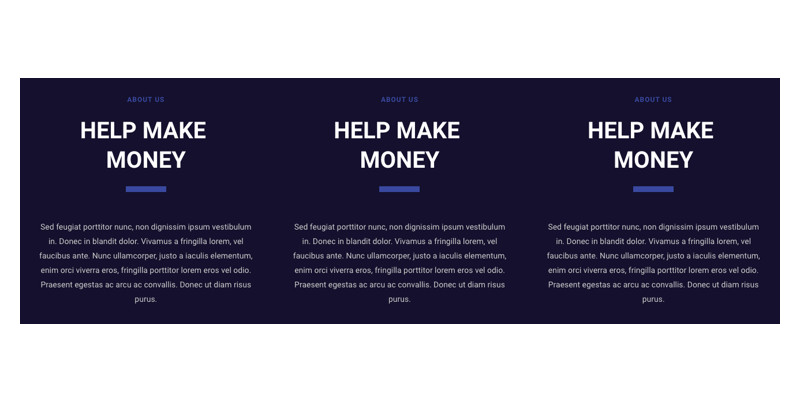 ABOUT US
HELP MAKE
MONEY
Sed feugiat porttitor nunc, non dignissim ipsum vestibulum
in. Donec in blandit dolor. Vivamus a fringilla lorem, vel
faucibus ante. Nunc ullamcorper, justo a iaculis elementum,
enim orci viverra eros, fringilla porttitor lorem eros vel odio.
Praesent egestas ac arcu ac convallis. Donec ut diam risus
purus.
ABOUT US
HELP MAKE
MONEY
Sed feugiat porttitor nunc, non dignissim ipsum vestibulum
in. Donec in blandit dolor. Vivamus a fringilla lorem, vel
faucibus ante. Nunc ullamcorper, justo a iaculis elementum,
enim orci viverra eros, fringilla porttitor lorem eros vel odio.
Praesent egestas ac arcu ac convallis. Donec ut diam risus
purus.
ABOUT US
HELP MAKE
MONEY
Sed feugiat porttitor nunc, non dignissim ipsum vestibulum
in. Donec in blandit dolor. Vivamus a fringilla lorem, vel
faucibus ante. Nunc ullamcorper, justo a iaculis elementum,
enim orci viverra eros, fringilla porttitor lorem eros vel odio.
Praesent egestas ac arcu ac convallis. Donec ut diam risus
purus.